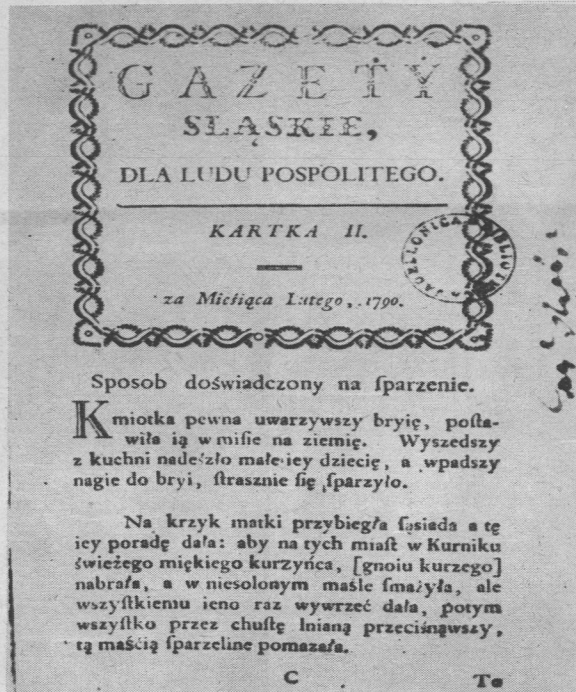 GAZETY
SLĄSKIE,
DLA LUDU POSPOLITEGO.
KARTKA II.
za Mieſiąca Lutego, 1790.
JAGELLONICA
Spoſob doświadczony na ſparzenie.
Kmiotka pewna uwarzywszy bryię, poſta-
wiła ią w miſie na ziemię. Wyszedszy
z kuchni nadeſzło małe iey dziecię, a wpadszy
nagie do bryi, ſtrasznie się ſparzyło.
Na krzyk matki przybiegła ſąsiada a tę
iey poradę dała: aby na tych miaſt w Kurniku
świeżego miękiego kurzyńca, [gnoiu kurzego]
nabrała, a w niesolonym maśle ſmażyła, ale
wszyſtkiemu ieno raz wywrzeć dała, potym
wszyſtko przez chuſtę lnianą przeciśnąwszy,
tą maścią ſparzeline pomazała.
C To